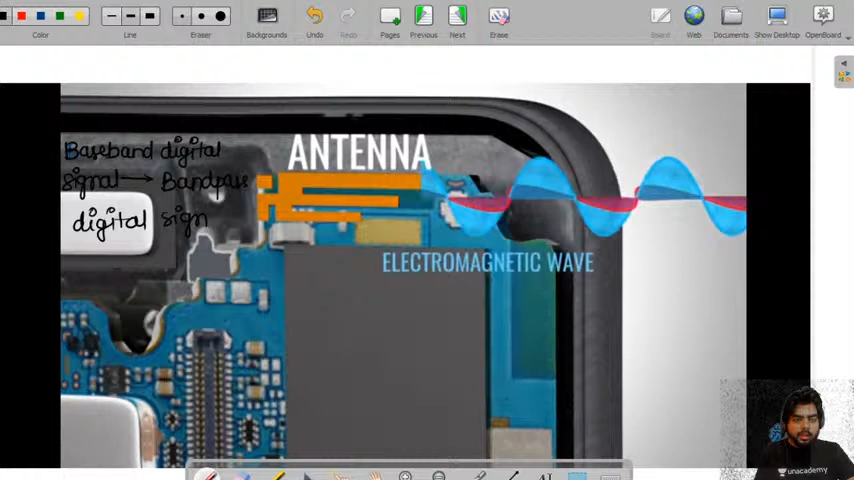 Color
Line
Eraser
Backgrounds
Undo
Redo
Pages
Previous
Next
Erase
Board
Web
Documents
Show Desktop
OpenBoard
Baseband digital
signal → Bandpass
digital sign
ANTENNA
ELECTROMAGNETIC WAVE
unacademy